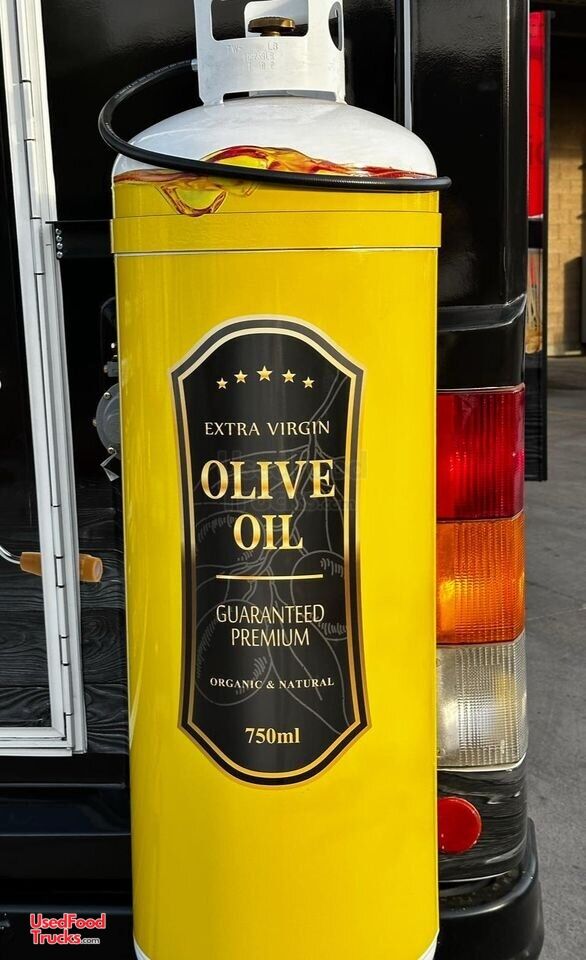 EXTRA VIRGIN
OLIVE
OIL
GUARANTEED
PREMIUM
ORGANIC & NATURAL
750ml
UsedFood
Trucks.com